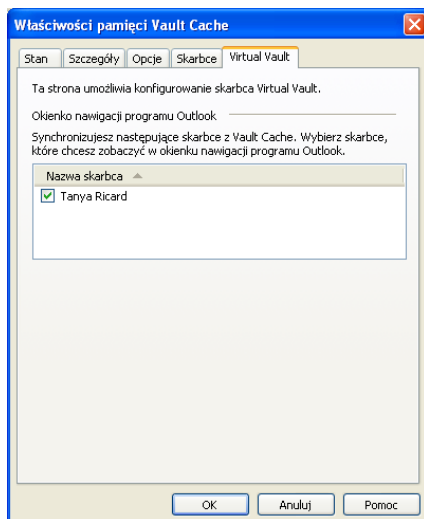 Właściwości pamięci Vault Cache
Stan Szczegóły Opcje Skarbce Virtual Vault
Ta strona umożliwia konfigurowanie skarbca Virtual Vault.
Okienko nawigacji programu Outlook
Synchronizujesz następujące skarbce z Vault Cache. Wybierz skarbce,
które chcesz zobaczyć w okienku nawigacji programu Outlook.
Nazwa skarbca
Tanya Ricard
OK Anuluj Pomoc